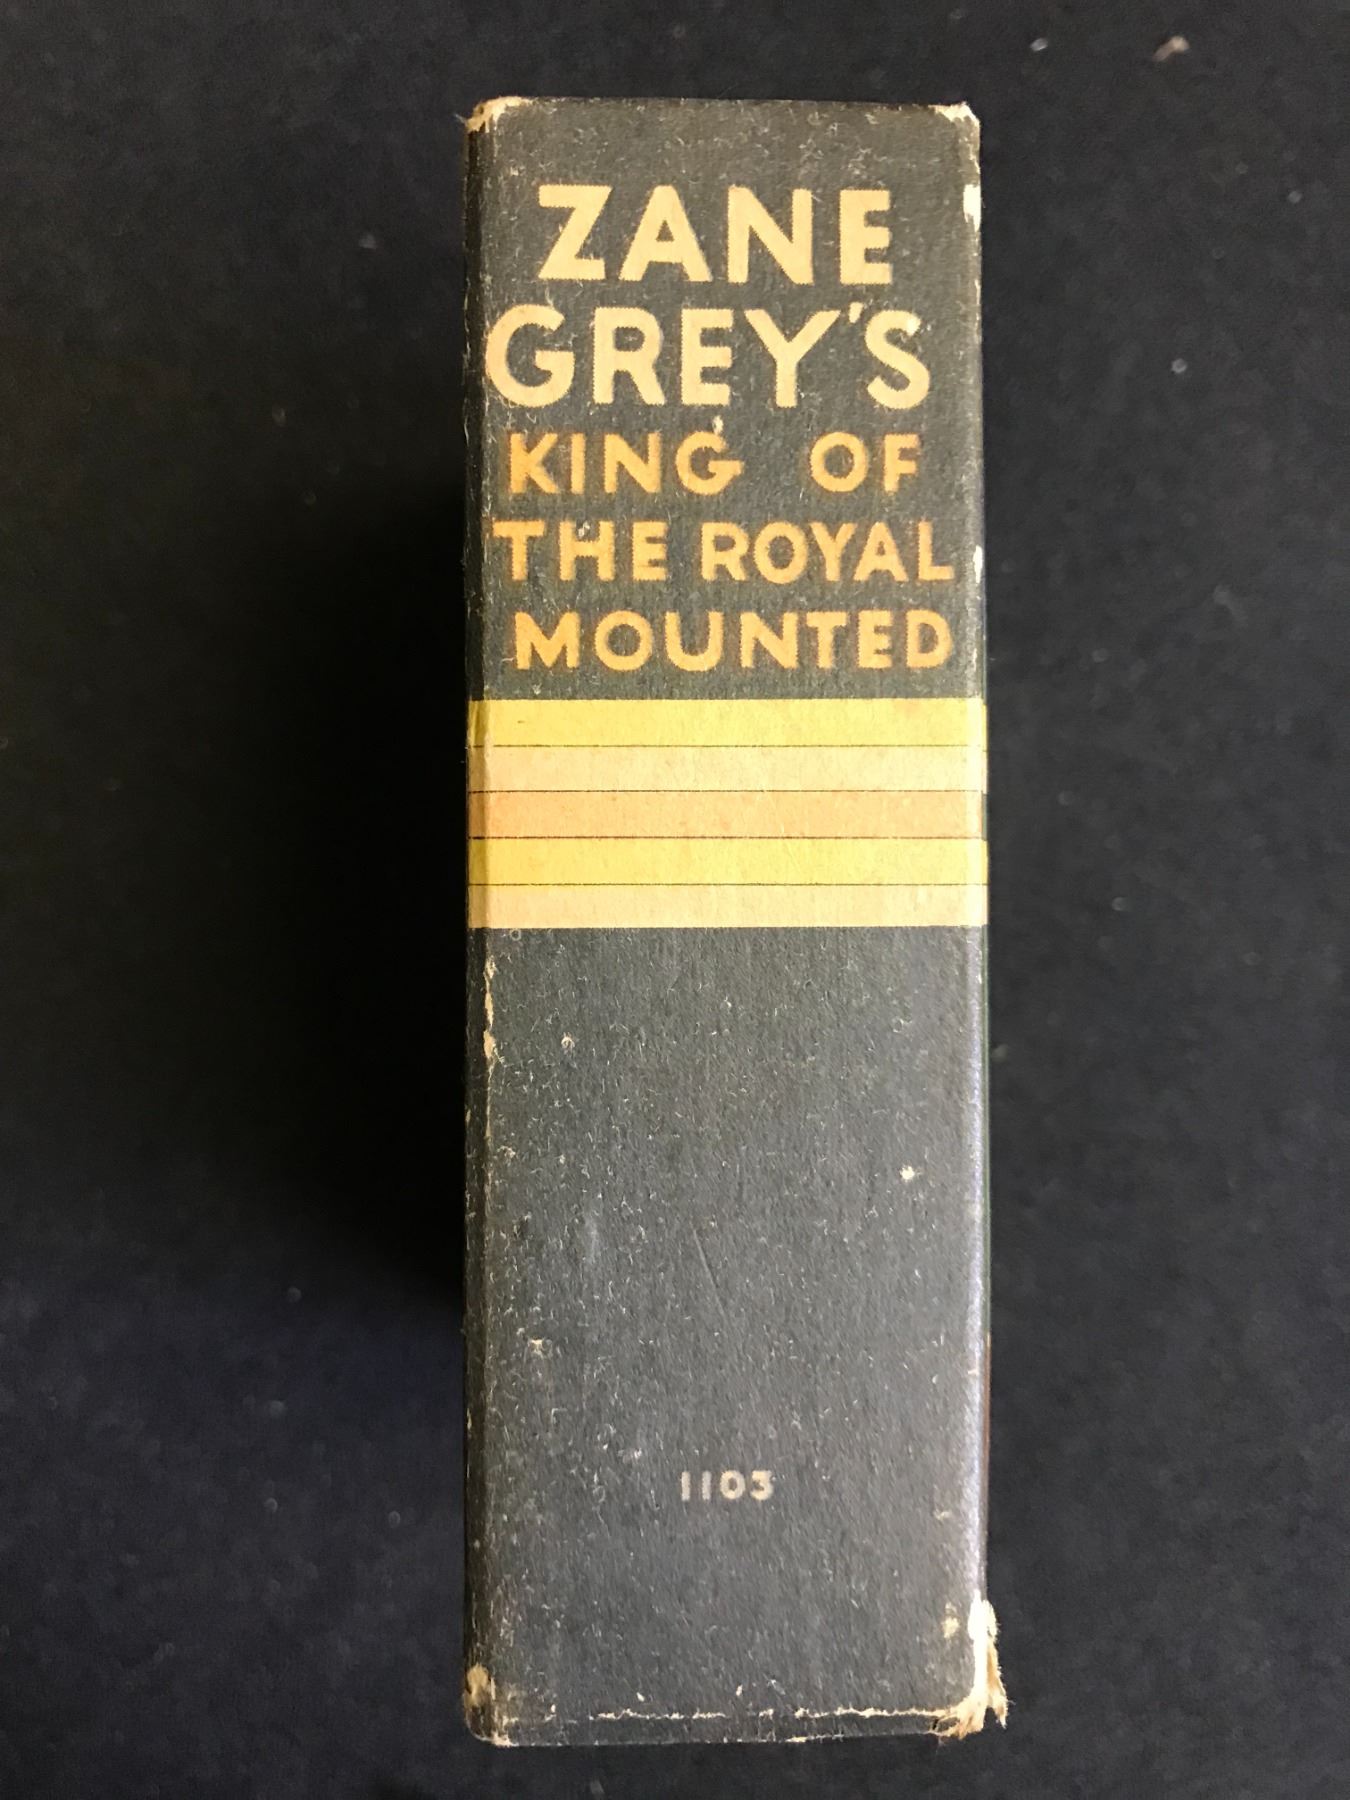 ZANE
GREY'S
KING OF
THE ROYAL
MOUNTED
1103